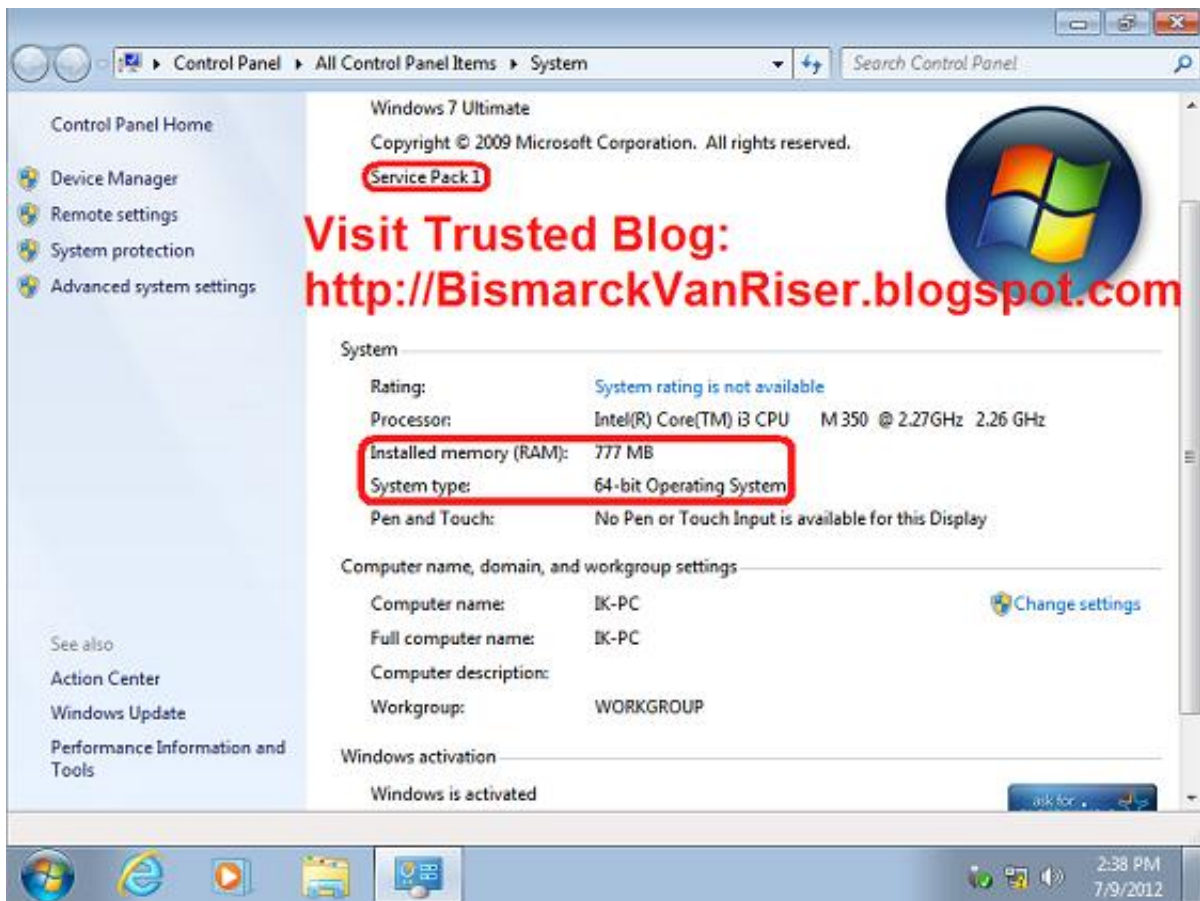 Control Panel All Control Panel Items System Search Control Panel
Control Panel Home
Device Manager
Remote settings
System protection
Advanced system settings
See also
Action Center
Windows Update
Performance Information and
Tools
Windows 7 Ultimate
Copyright © 2009 Microsoft Corporation. All rights reserved.
Service Pack 1
Visit Trusted Blog:
http://BismarckVanRiser.blogspot.com
System
Rating: System rating is not available
Processor: Intel(R) Core(TM) i3 CPU M 350 @ 2.27GHz 2.26 GHz
Installed memory (RAM): 777 MB
System type: 64-bit Operating System
Pen and Touch: No Pen or Touch Input is available for this Display
Computer name, domain, and workgroup settings
Computer name: IK-PC Change settings
Full computer name: IK-PC
Computer description:
Workgroup: WORKGROUP
Windows activation
Windows is activated
ask for
2:38 PM
7/9/2012